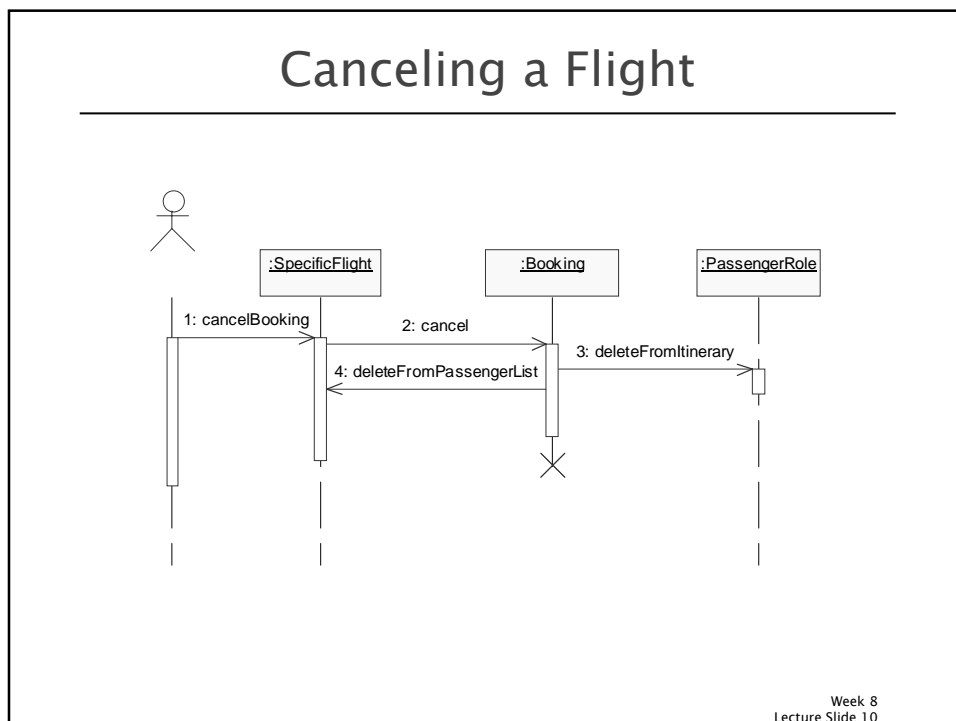 Canceling a Flight
:SpecificFlight
:Booking
:PassengerRole
1: cancelBooking
2: cancel
3: deleteFromItinerary
4: deleteFromPassengerList
Week 8
Lecture Slide 10